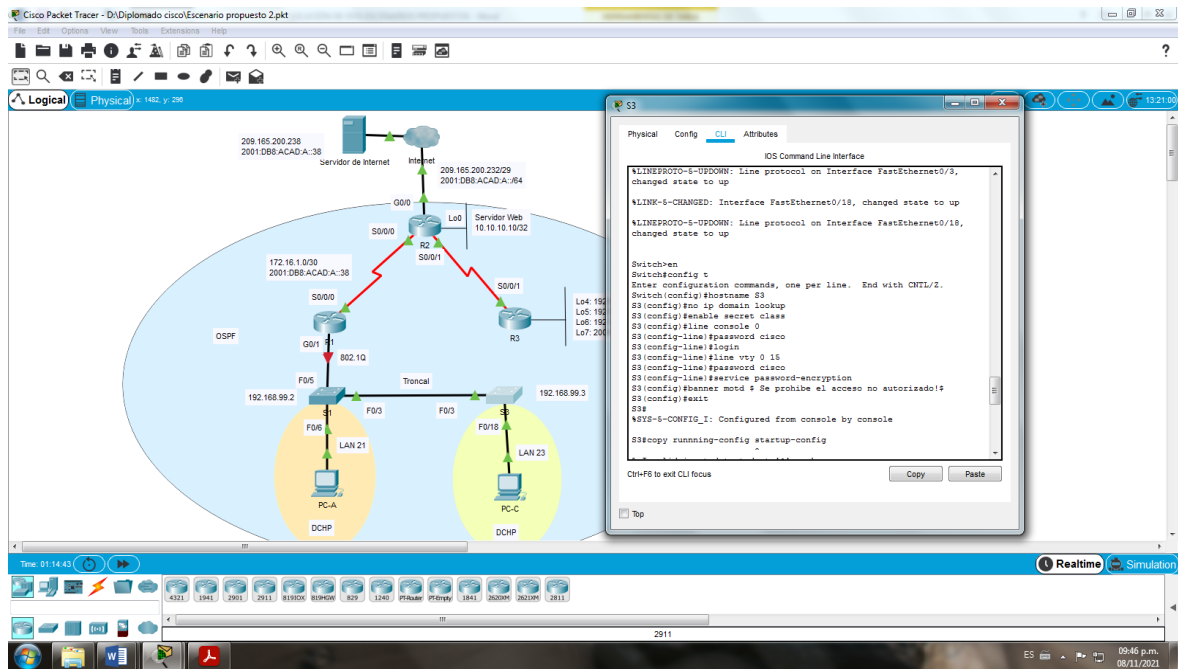 Cisco Packet Tracer - D:\Diplomado cisco\Escenario propuesto 2.pkt
File Edit Options View Tools Extensions Help
?
Logical
Physical
x: 1482, y: 296
13:21:00
209.165.200.238
2001:DB8:ACAD:A::38
Servidor de Internet
Internet
209.165.200.232/29
2001:DB8:ACAD:A::/64
G0/0
Lo0
Servidor Web
10.10.10.10/32
S0/0/0
R2
S0/0/1
172.16.1.0/30
2001:DB8:ACAD:A::38
S0/0/0
S0/0/1
Lo4: 192
Lo5: 192
Lo6: 192
Lo7: 200
R3
OSPF
G0/1
R1
802.1Q
F0/5
Troncal
192.168.99.2
192.168.99.3
S1
F0/3
F0/3
S3
F0/6
F0/18
LAN 21
LAN 23
PC-A
PC-C
DCHP
DCHP
S3
Physical Config CLI Attributes
IOS Command Line Interface
%LINEPROTO-5-UPDOWN: Line protocol on Interface FastEthernet0/3,
changed state to up
%LINK-5-CHANGED: Interface FastEthernet0/18, changed state to up
%LINEPROTO-5-UPDOWN: Line protocol on Interface FastEthernet0/18,
changed state to up
Switch>en
Switch#config t
Enter configuration commands, one per line. End with CNTL/Z.
Switch(config)#hostname S3
S3(config)#no ip domain lookup
S3(config)#enable secret class
S3(config)#line console 0
S3(config-line)#password cisco
S3(config-line)#login
S3(config-line)#line vty 0 15
S3(config-line)#password cisco
S3(config-line)#service password-encryption
S3(config)#banner motd $ Se prohibe el acceso no autorizado!$
S3(config)#exit
S3#
%SYS-5-CONFIG_I: Configured from console by console
S3#copy runnning-config startup-config
^
Ctrl+F6 to exit CLI focus
Copy
Paste
Top
Time: 01:14:43
Realtime
Simulation
4321 1941 2901 2911 819IOX 819HGW 829 1240 PT-Router PT-Empty 1841 2620XM 2621XM 2811
2911
ES
09:46 p.m.
08/11/2021